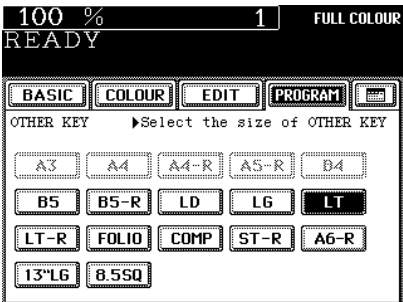 100 % 1 FULL COLOUR
READY
BASIC COLOUR EDIT PROGRAM
OTHER KEY ▶Select the size of OTHER KEY
A3 A4 A4-R A5-R B4
B5 B5-R LD LG LT
LT-R FOLIO COMP ST-R A6-R
13"LG 8.5SQ